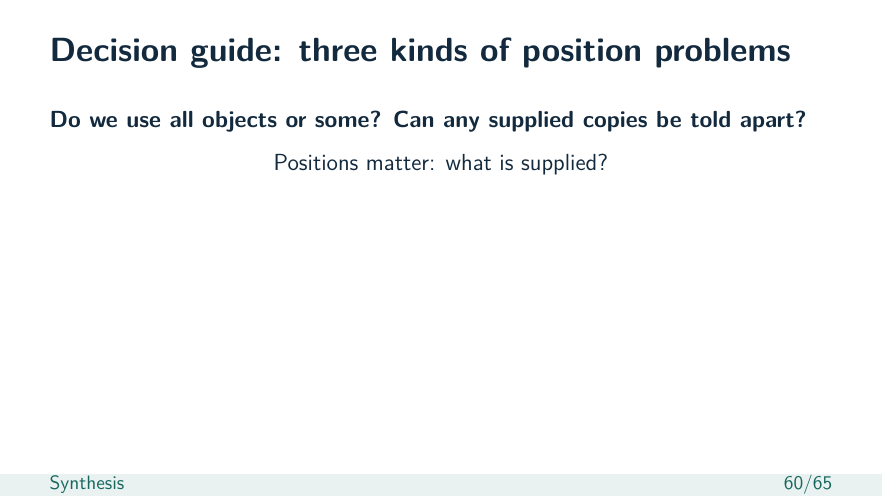 Decision guide: three kinds of position problems
Do we use all objects or some? Can any supplied copies be told apart?
Positions matter: what is supplied?
Synthesis
60/65